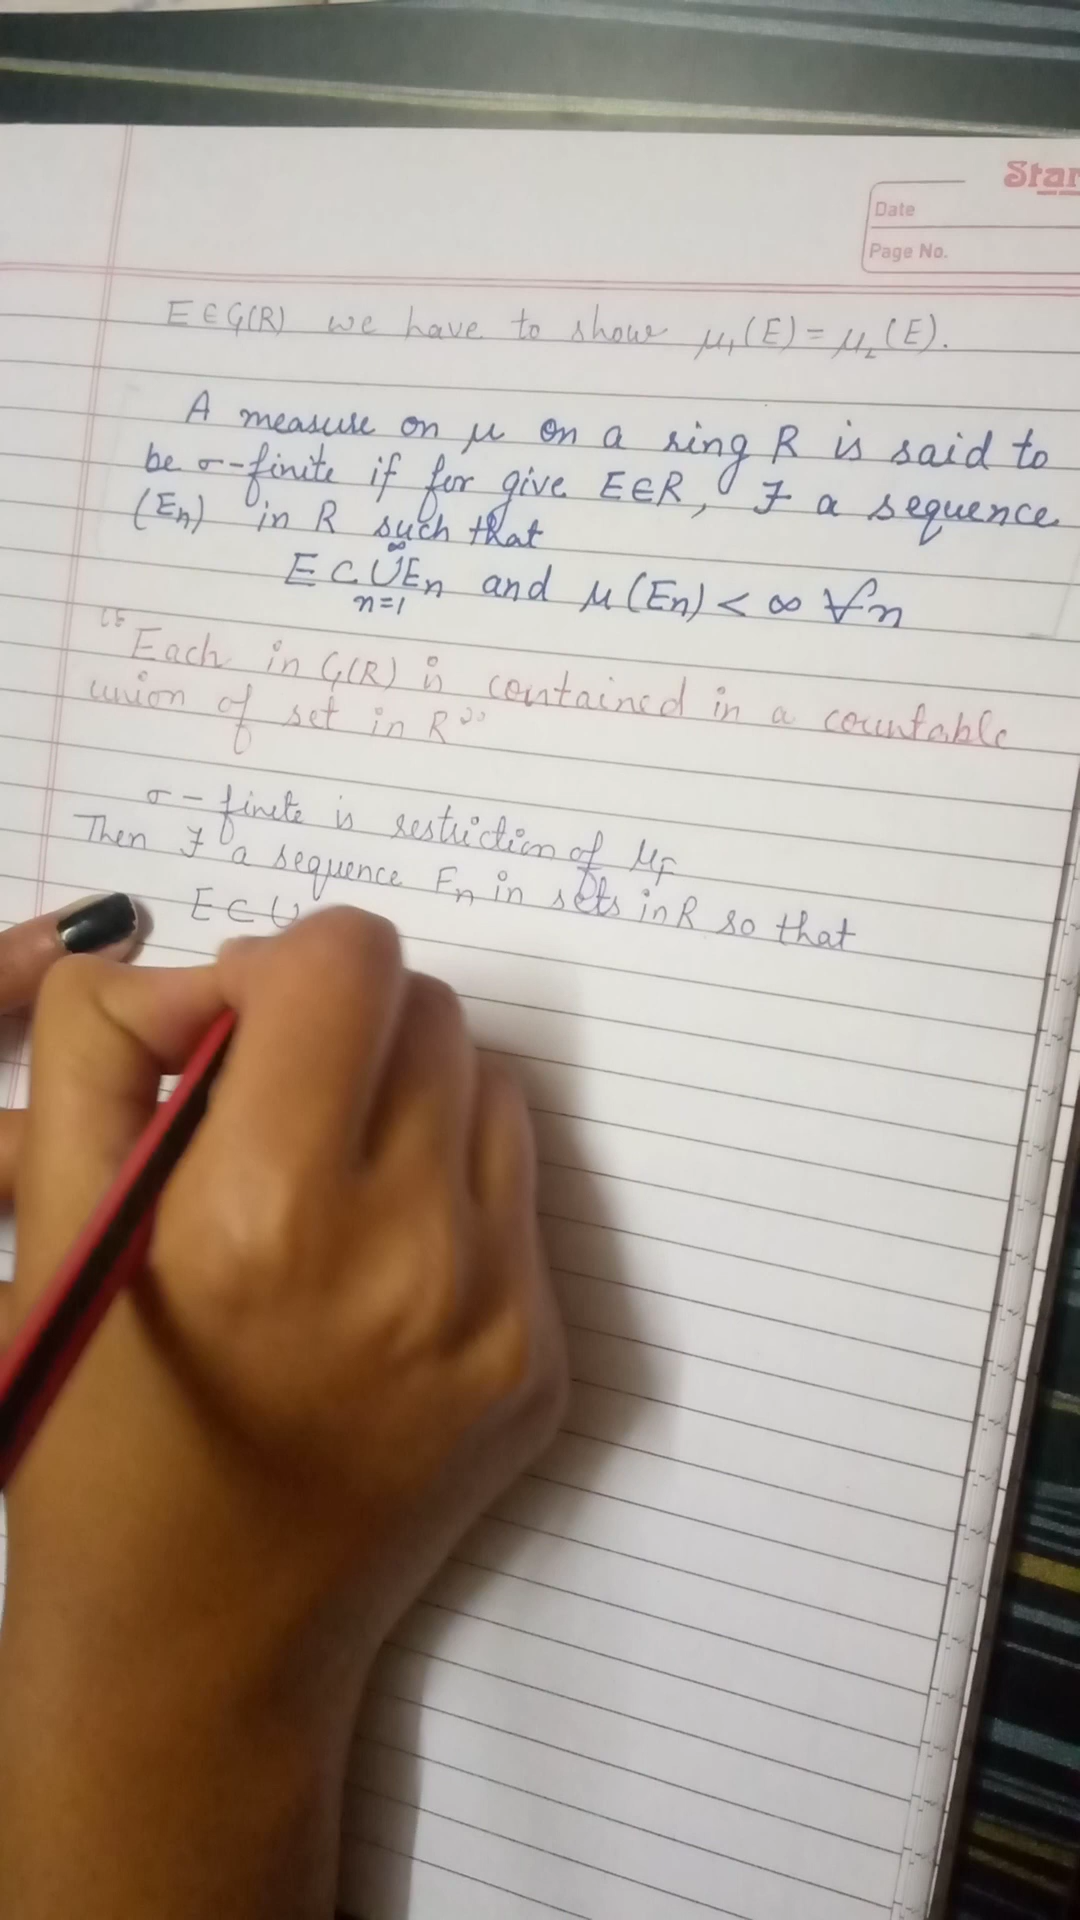 Star
Date
Page No.
E ∈ G(R) we have to show μ₁(E) = μ₂(E).
A measure on μ on a ring R is said to
be σ-finite if for give E∈R, ∃ a sequence
(En) in R such that
E ⊂ ∞∪n=1 En and μ(En) < ∞ ∀ n
"Each in G(R) is contained in a countable
union of set in R"
σ-finite is restriction of μF
Then ∃ a sequence Fn in sets in R so that
E ⊂ ∪